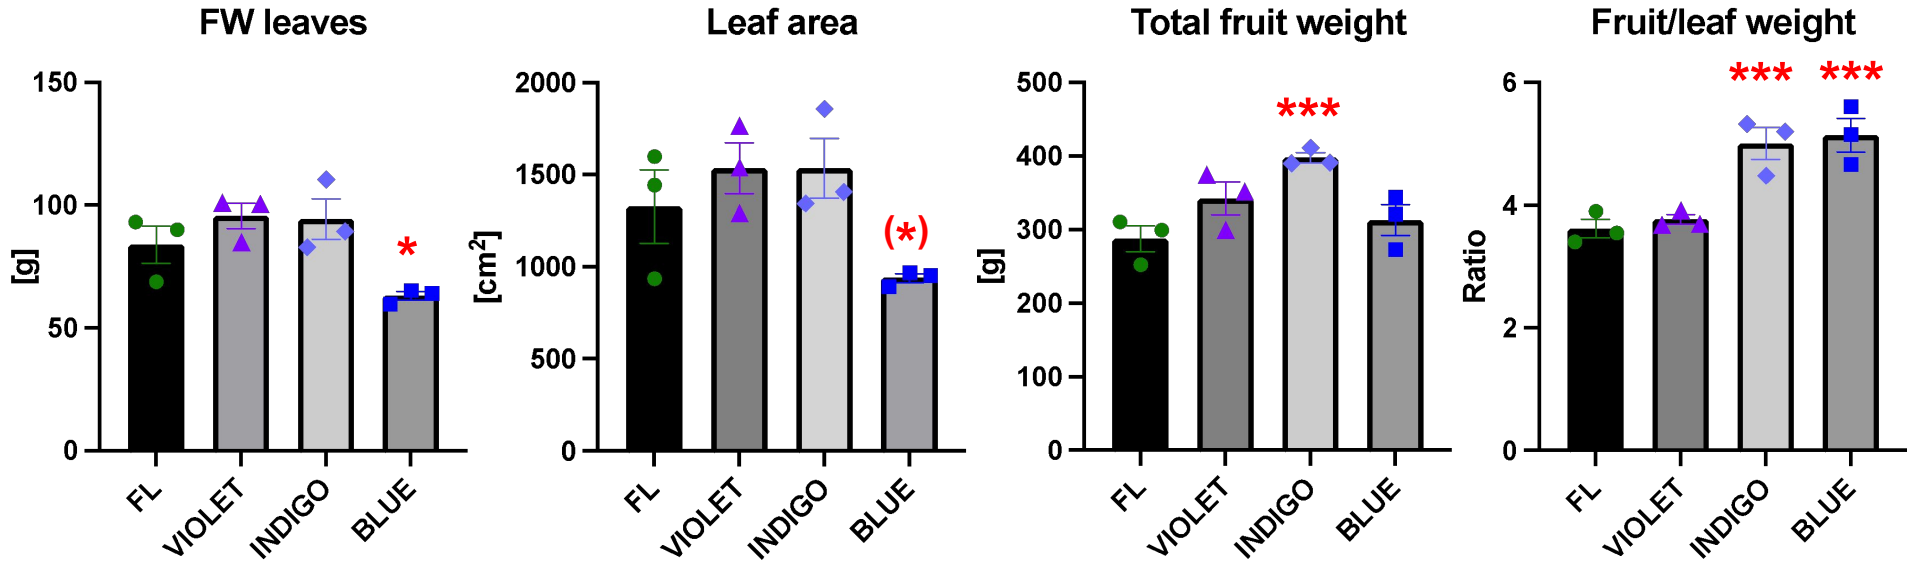 FW leaves
150
100
50
0
[g]
*
FL
VIOLET
INDIGO
BLUE
Leaf area
2000
1500
1000
500
0
[cm²]
(*)
FL
VIOLET
INDIGO
BLUE
Total fruit weight
500
400
300
200
100
0
[g]
***
FL
VIOLET
INDIGO
BLUE
Fruit/leaf weight
6
4
2
0
Ratio
***
***
FL
VIOLET
INDIGO
BLUE